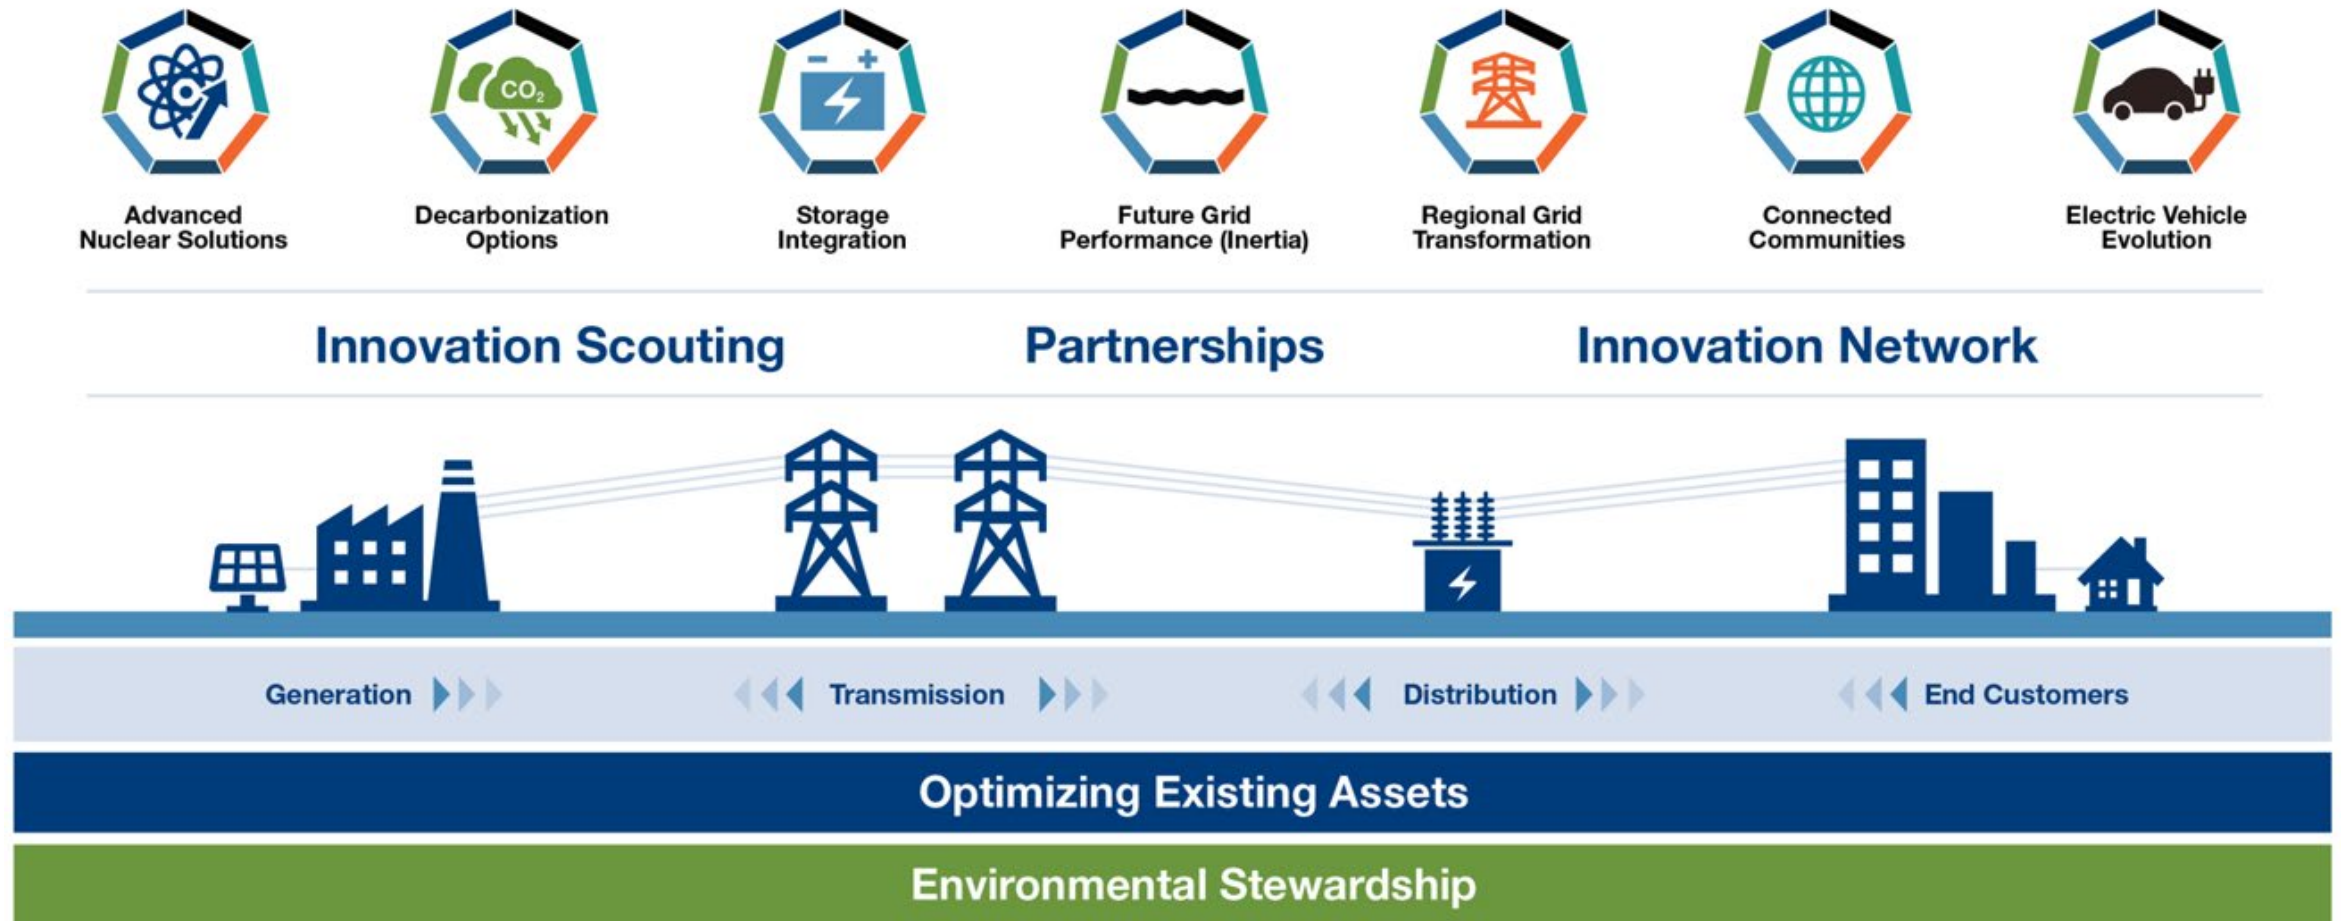 CO₂
- +
Advanced
Nuclear Solutions
Decarbonization
Options
Storage
Integration
Future Grid
Performance (Inertia)
Regional Grid
Transformation
Connected
Communities
Electric Vehicle
Evolution
Innovation Scouting
Partnerships
Innovation Network
Generation
Transmission
Distribution
End Customers
Optimizing Existing Assets
Environmental Stewardship